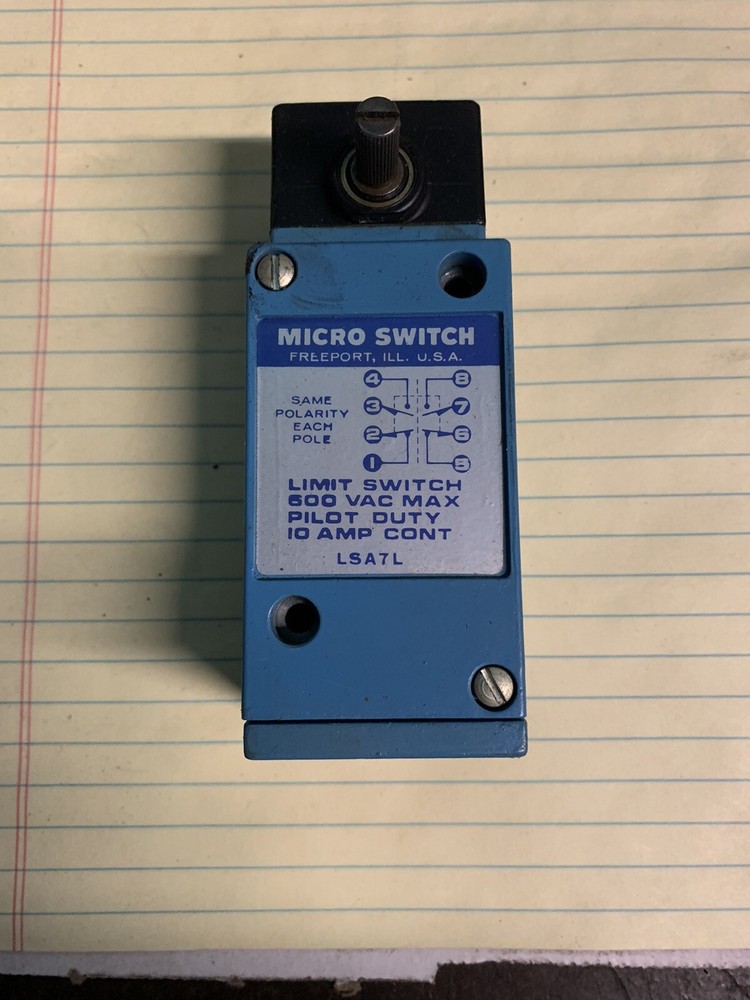 MICRO SWITCH
FREEPORT, ILL. U.S.A.
4 8
3 7
2 6
1 5
SAME
POLARITY
EACH
POLE
LIMIT SWITCH
600 VAC MAX
PILOT DUTY
10 AMP CONT
LSA7L